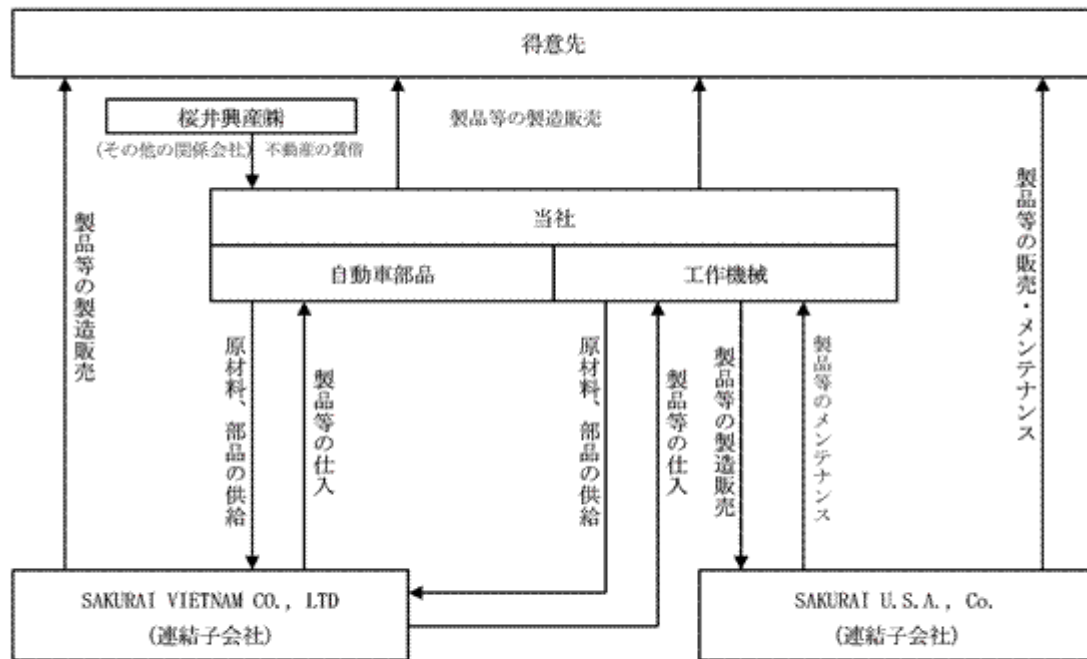 得意先
桜井興産㈱
(その他の関係会社) 不動産の賃借
製品等の製造販売
当社
自動車部品
工作機械
製品等の製造販売
原材料、部品の供給
製品等の仕入
原材料、部品の供給
製品等の仕入
製品等の製造販売
製品等のメンテナンス
製品等の販売・メンテナンス
SAKURAI VIETNAM CO., LTD
(連結子会社)
SAKURAI U.S.A., Co.
(連結子会社)